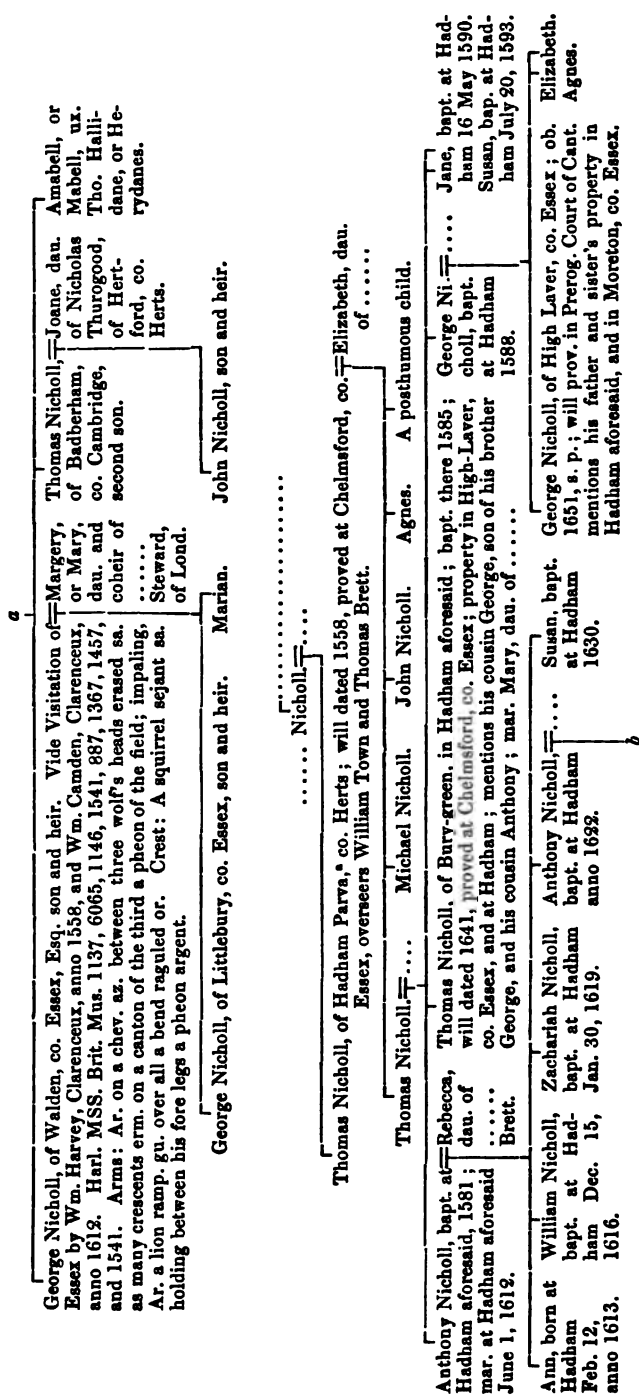 a
George Nicholl, of Walden, co. Essex, Esq. son and heir. Vide Visitation of
Essex by Wm. Harvey, Clarenceux, anno 1558, and Wm. Camden, Clarenceux,
anno 1612. Harl. MSS. Brit. Mus. 1137, 6065, 1146, 1541, 887, 1367, 1457,
and 1541. Arms: Ar. on a chev. az. between three wolf's heads erased sa.
as many crescents erm. on a canton of the third a pheon of the field; impaling,
Ar. a lion ramp. gu. over all a bend raguled or. Crest: A squirrel sejant sa.
holding between his fore legs a pheon argent.
Margery,
or Mary,
dau. and
coheir of
......
Steward,
of Lond.
Thomas Nicholl,
of Badberham,
co. Cambridge,
second son.
Joane, dau.
of Nicholas
Thurogood,
of Hert-
ford, co.
Herts.
Amabell, or
Mabell, ux.
Tho. Halli-
dane, or He-
rydanes.
George Nicholl, of Littlebury, co. Essex, son and heir.
Marian.
John Nicholl, son and heir.
...... Nicholl.
....
Thomas Nicholl, of Hadham Parva,ª co. Herts; will dated 1558, proved at Chelmsford, co.
Essex, overseers William Town and Thomas Brett.
Elizabeth, dau.
of ......
Thomas Nicholl.
....
Michael Nicholl.
John Nicholl.
Agnes.
A posthumous child.
Anthony Nicholl, bapt. at
Hadham aforesaid, 1581;
mar. at Hadham aforesaid
June 1, 1612.
Rebecca,
dau. of
......
Brett.
Thomas Nicholl, of Bury-green, in Hadham aforesaid; bapt. there 1585;
will dated 1641, proved at Chelmsford, co. Essex; property in High-Laver,
co. Essex, and at Hadham; mentions his cousin George, son of his brother
George, and his cousin Anthony; mar. Mary, dau. of ......
George Ni-
choll, bapt.
at Hadham
1588.
....
Jane, bapt. at Had-
ham 16 May 1590.
Susan, bap. at Had-
ham July 20, 1593.
Ann, born at
Hadham
Feb. 12,
anno 1613.
William Nicholl,
bapt. at Had-
ham Dec. 15,
1616.
Zachariah Nicholl,
bapt. at Hadham
Jan. 30, 1619.
Anthony Nicholl,
bapt. at Hadham
anno 1622.
....
Susan, bapt.
at Hadham
1630.
George Nicholl, of High Laver, co. Essex; ob.
1651, s. p.; will prov. in Prerog. Court of Cant.
mentions his father and sister's property in
Hadham aforesaid, and in Moreton, co. Essex.
Elizabeth.
Agnes.
b